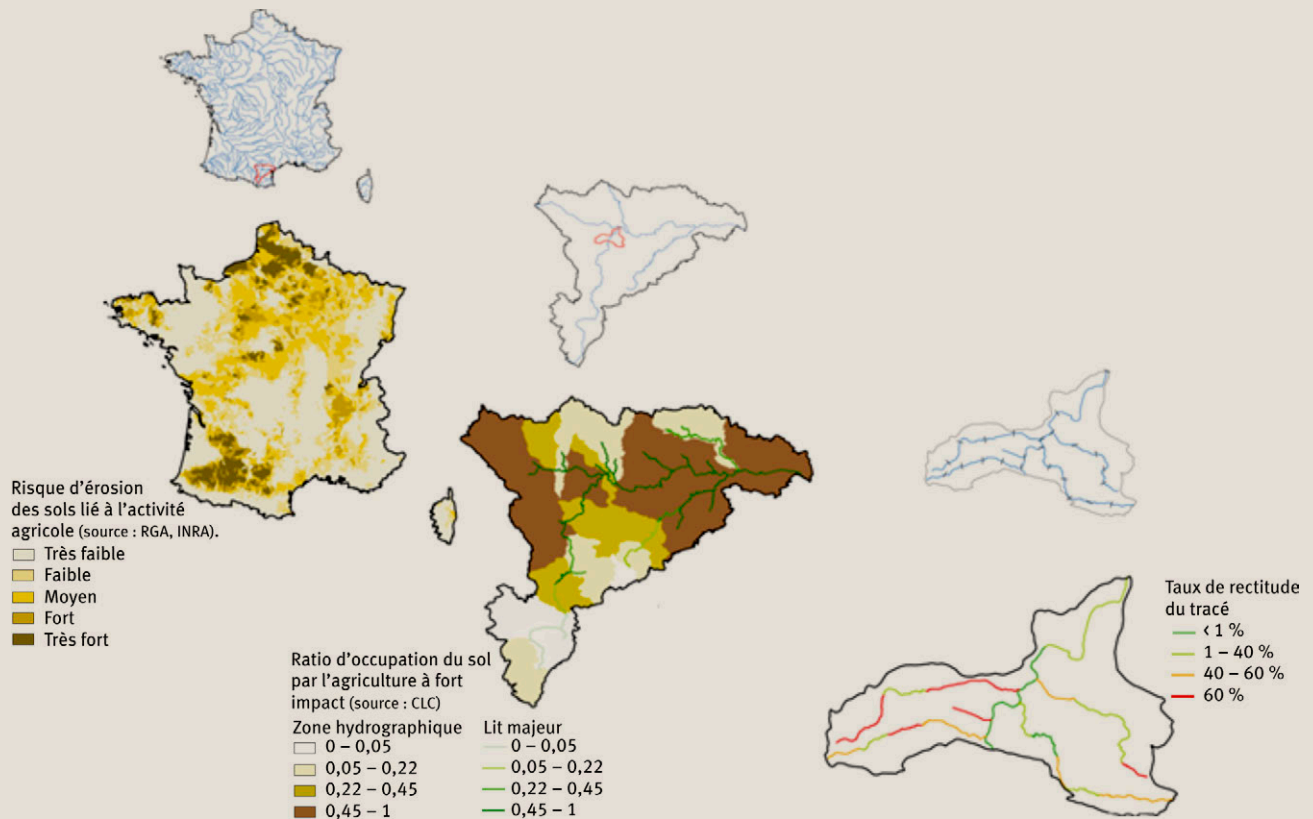 Risque d'érosion
des sols lié à l'activité
agricole (source : RGA, INRA).
Très faible
Faible
Moyen
Fort
Très fort
Ratio d'occupation du sol
par l'agriculture à fort
impact (source : CLC)
Zone hydrographique
0 – 0,05
0,05 – 0,22
0,22 – 0,45
0,45 – 1
Lit majeur
0 – 0,05
0,05 – 0,22
0,22 – 0,45
0,45 – 1
Taux de rectitude
du tracé
< 1 %
1 – 40 %
40 – 60 %
60 %